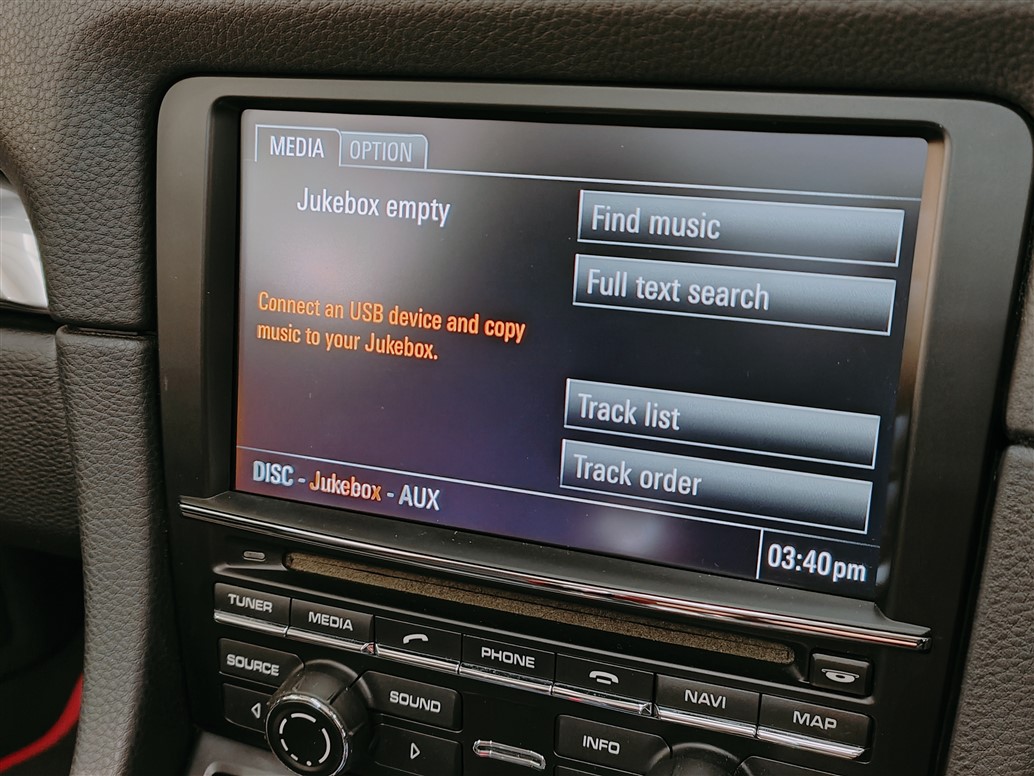 MEDIA OPTION
Jukebox empty
Find music
Full text search
Connect an USB device and copy
music to your Jukebox.
Track list
Track order
DISC - Jukebox - AUX
03:40pm
TUNER MEDIA PHONE NAVI MAP
SOURCE SOUND INFO